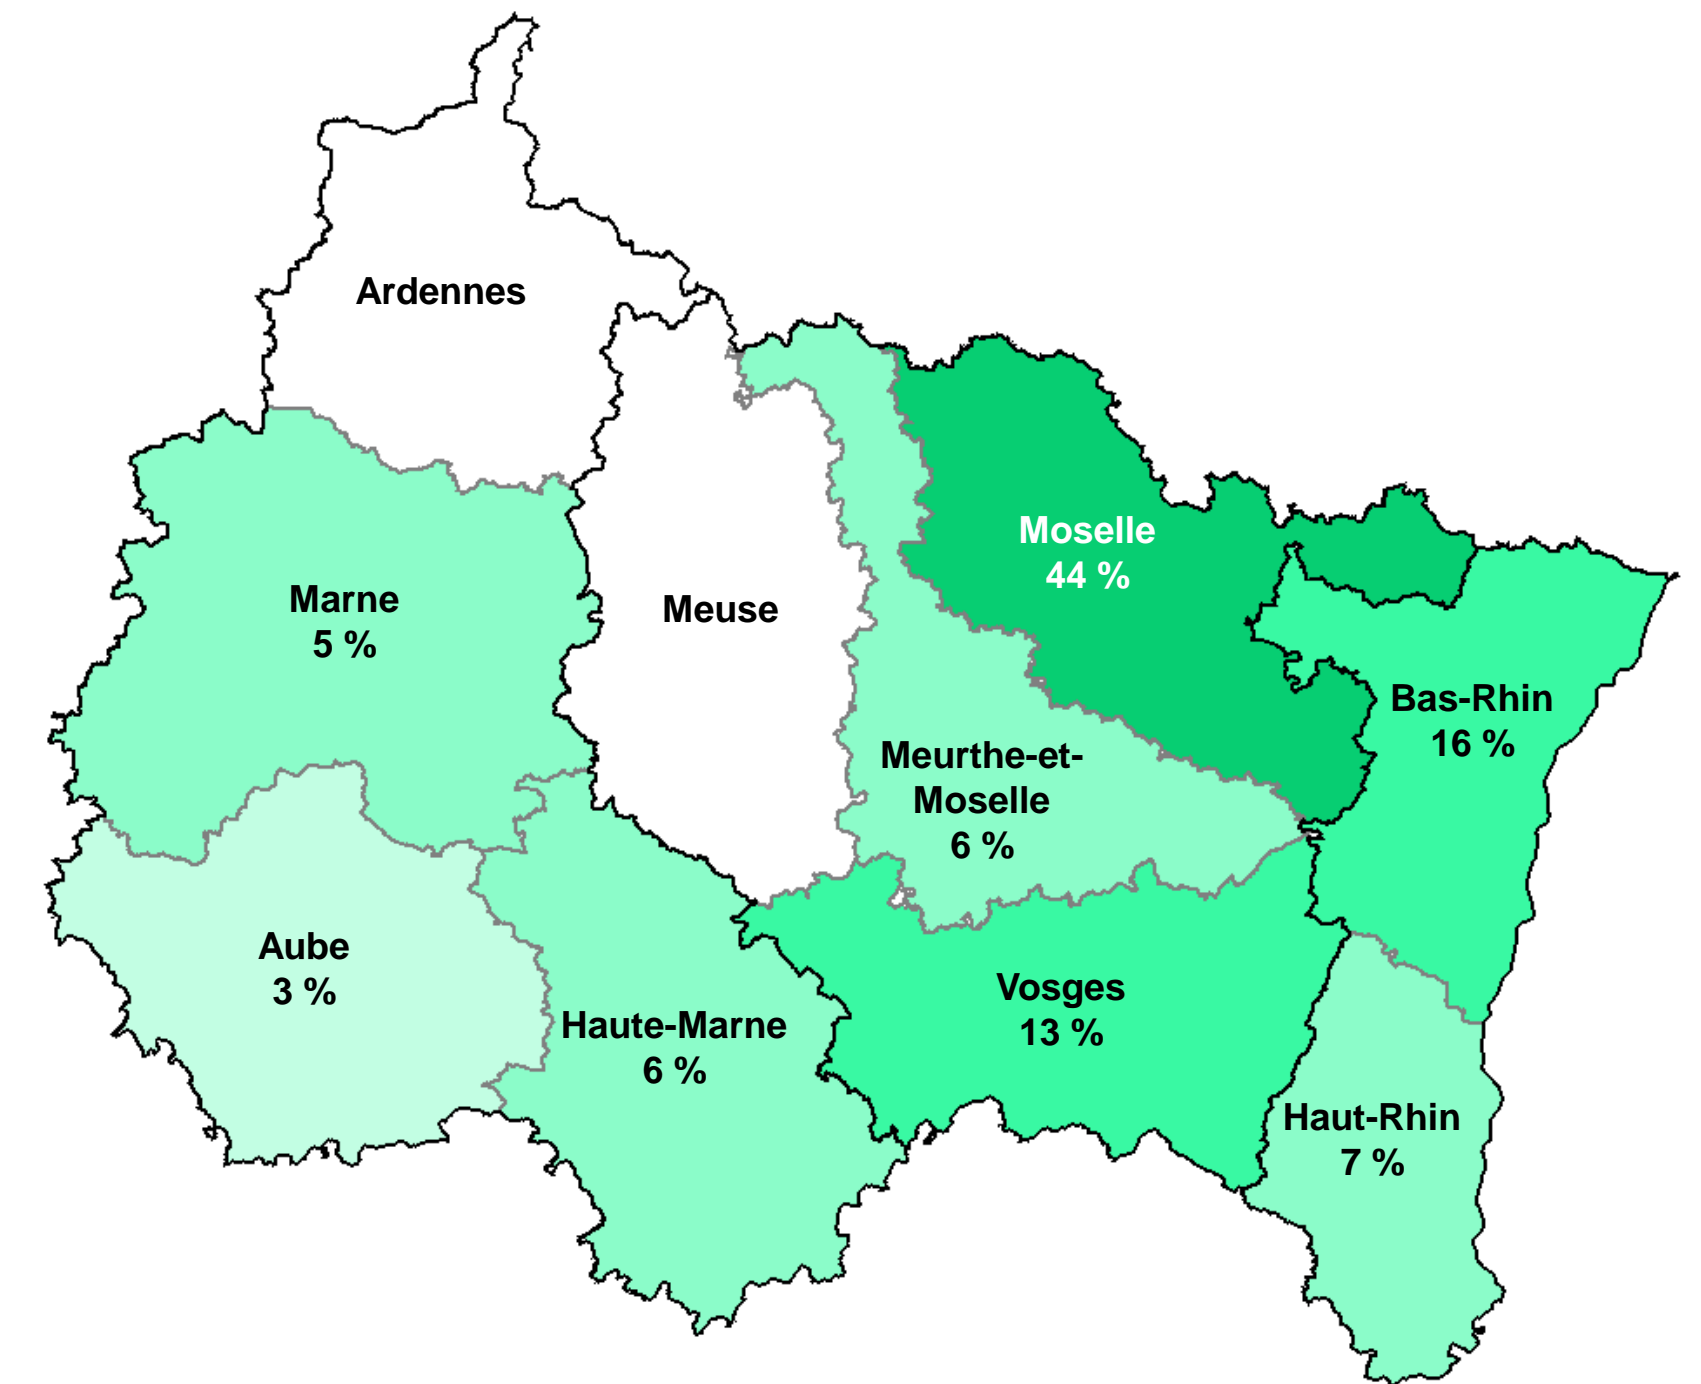 Ardennes
Moselle
44 %
Marne
5 %
Meuse
Bas-Rhin
16 %
Meurthe-et-
Moselle
6 %
Aube
3 %
Vosges
13 %
Haute-Marne
6 %
Haut-Rhin
7 %